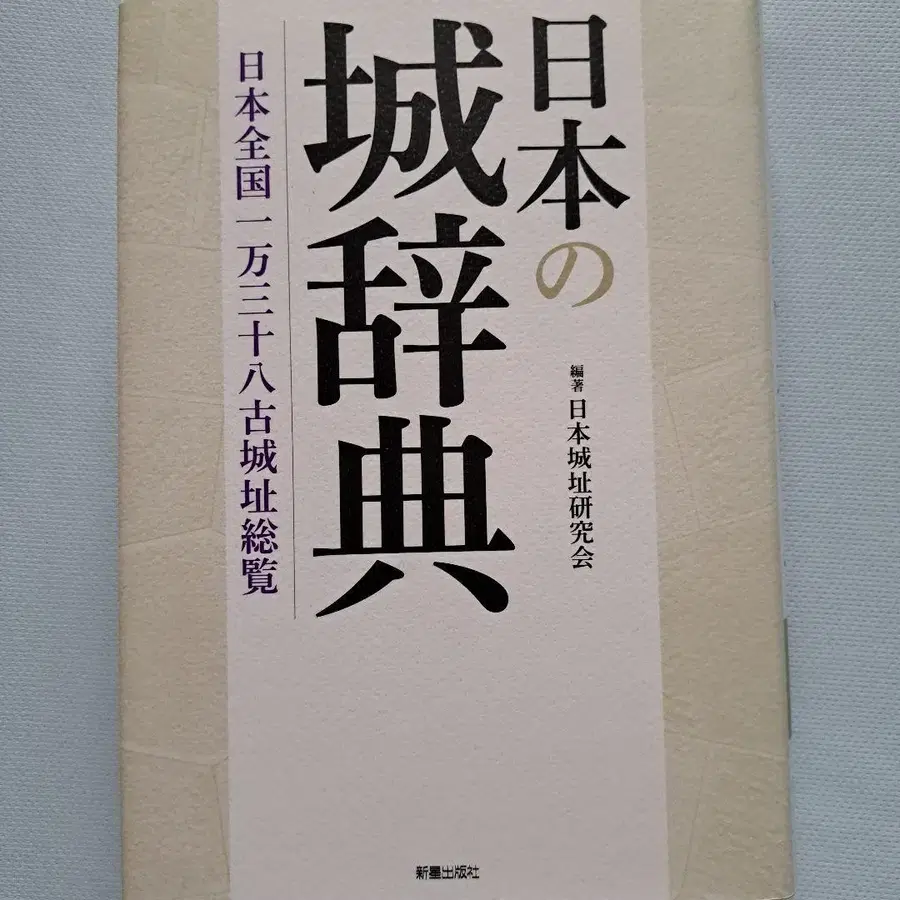 日本の
城辞典
編著 日本城址研究会
日本全国一万三十八古城址総覧
新星出版社